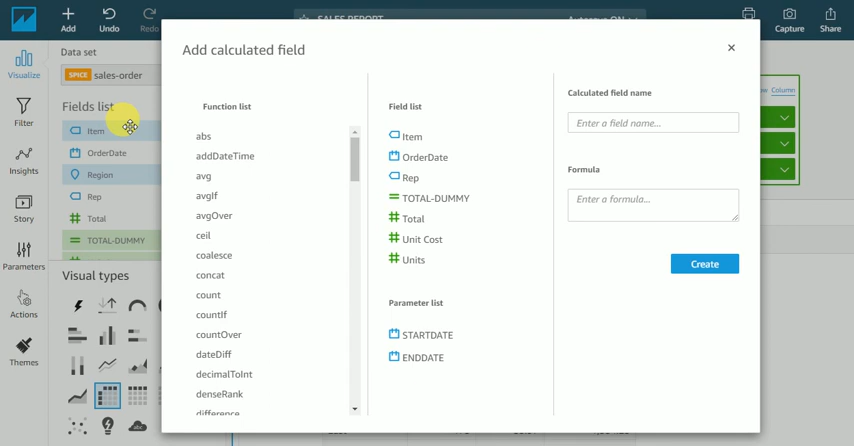 Add
Undo
Redo
SALES REPORT
Autosave ON
Capture
Share
Visualize
Filter
Insights
Story
Parameters
Actions
Themes
Data set
SPICE sales-order
Fields list
Item
OrderDate
Region
Rep
Total
TOTAL-DUMMY
Visual types
Add calculated field
Function list
abs
addDateTime
avg
avgIf
avgOver
ceil
coalesce
concat
count
countIf
countOver
dateDiff
decimalToInt
denseRank
difference
Field list
Item
OrderDate
Rep
TOTAL-DUMMY
Total
Unit Cost
Units
Parameter list
STARTDATE
ENDDATE
Calculated field name
Enter a field name...
Formula
Enter a formula...
Create
Column